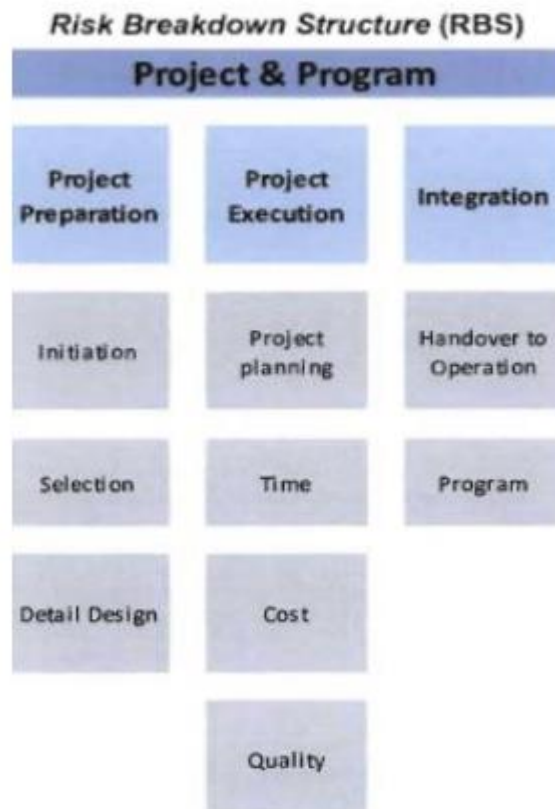 Risk Breakdown Structure (RBS)
Project & Program
Project
Preparation
Project
Execution
Integration
Initiation
Project
planning
Handover to
Operation
Selection
Time
Program
Detail Design
Cost
Quality